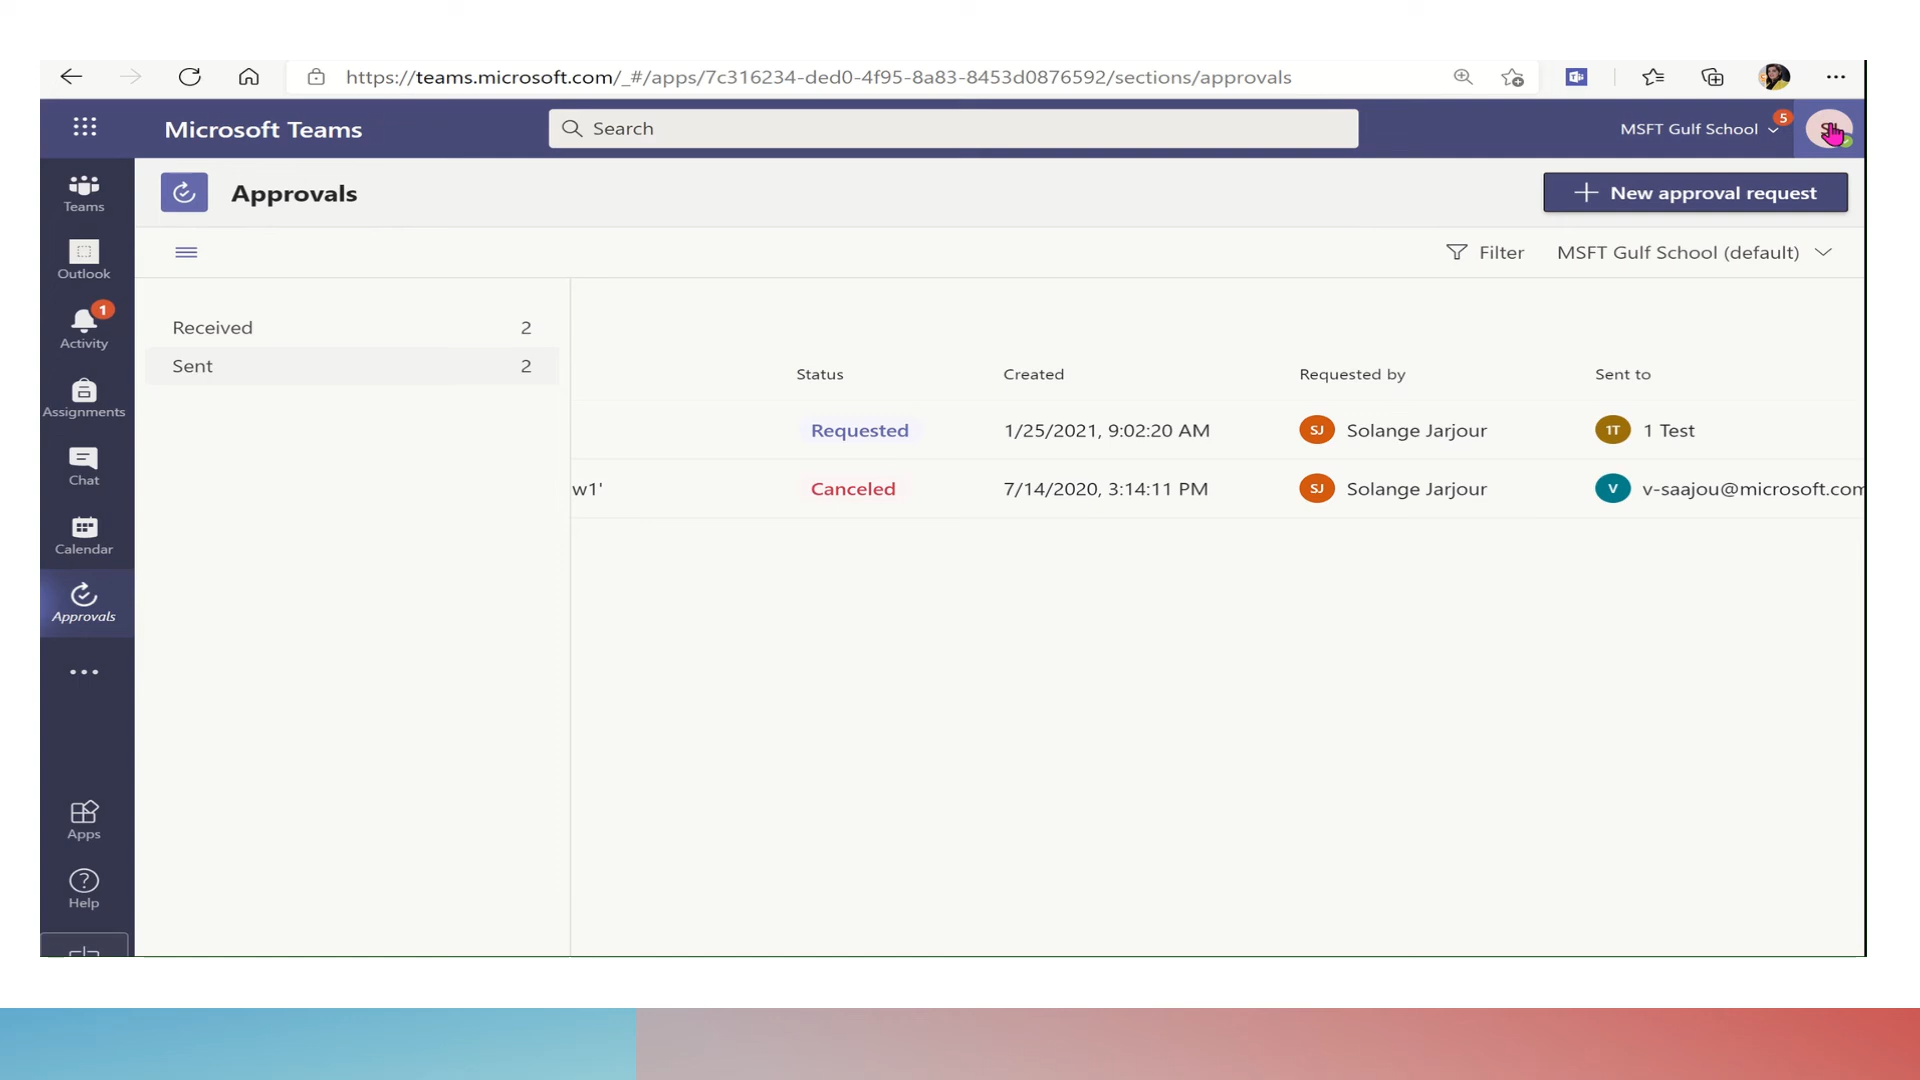 https://teams.microsoft.com/_#/apps/7c316234-ded0-4f95-8a83-8453d0876592/sections/approvals
Microsoft Teams
Search
MSFT Gulf School
5
Teams
Approvals
New approval request
Outlook
Filter
MSFT Gulf School (default)
1
Activity
Received 2
Sent 2
Status Created Requested by Sent to
Assignments
Requested 1/25/2021, 9:02:20 AM SJ Solange Jarjour 1T 1 Test
Chat
w1' Canceled 7/14/2020, 3:14:11 PM SJ Solange Jarjour V v-saajou@microsoft.com
Calendar
Approvals
Apps
Help